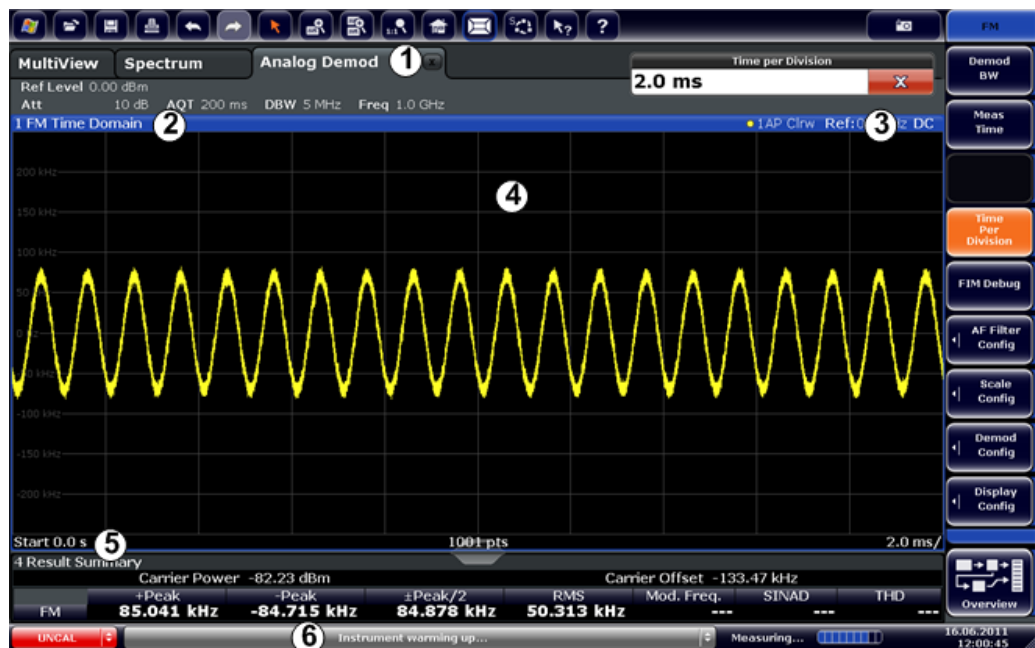 1:1
S
?
?
FM
MultiView
Spectrum
Analog Demod
1
x
Time per Division
2.0 ms
X
Ref Level 0.00 dBm
Att 10 dB AQT 200 ms DBW 5 MHz Freq 1.0 GHz
1 FM Time Domain
2
1AP Clrw Ref:
3
DC
4
200 kHz
150 kHz
100 kHz
50
0
-100 kHz
-150 kHz
-200 kHz
Start 0.0 s
5
1001 pts
2.0 ms/
4 Result Summary
Carrier Power -82.23 dBm
Carrier Offset -133.47 kHz
+Peak -Peak ±Peak/2 RMS Mod. Freq. SINAD THD
FM 85.041 kHz -84.715 kHz 84.878 kHz 50.313 kHz --- --- ---
UNCAL
6
Instrument warming up...
Measuring...
16.06.2011
12:00:45
Demod
BW
Meas
Time
Time
Per
Division
FIM Debug
AF Filter
Config
Scale
Config
Demod
Config
Display
Config
Overview